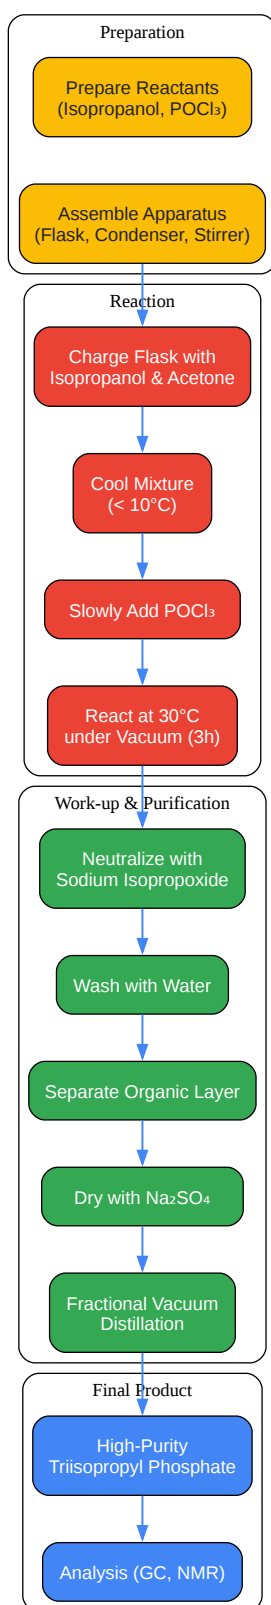 Preparation
Prepare Reactants
(Isopropanol, POCl₃)
Assemble Apparatus
(Flask, Condenser, Stirrer)
Reaction
Charge Flask with
Isopropanol & Acetone
Cool Mixture
(< 10°C)
Slowly Add POCl₃
React at 30°C
under Vacuum (3h)
Work-up & Purification
Neutralize with
Sodium Isopropoxide
Wash with Water
Separate Organic Layer
Dry with Na₂SO₄
Fractional Vacuum
Distillation
Final Product
High-Purity
Triisopropyl Phosphate
Analysis (GC, NMR)